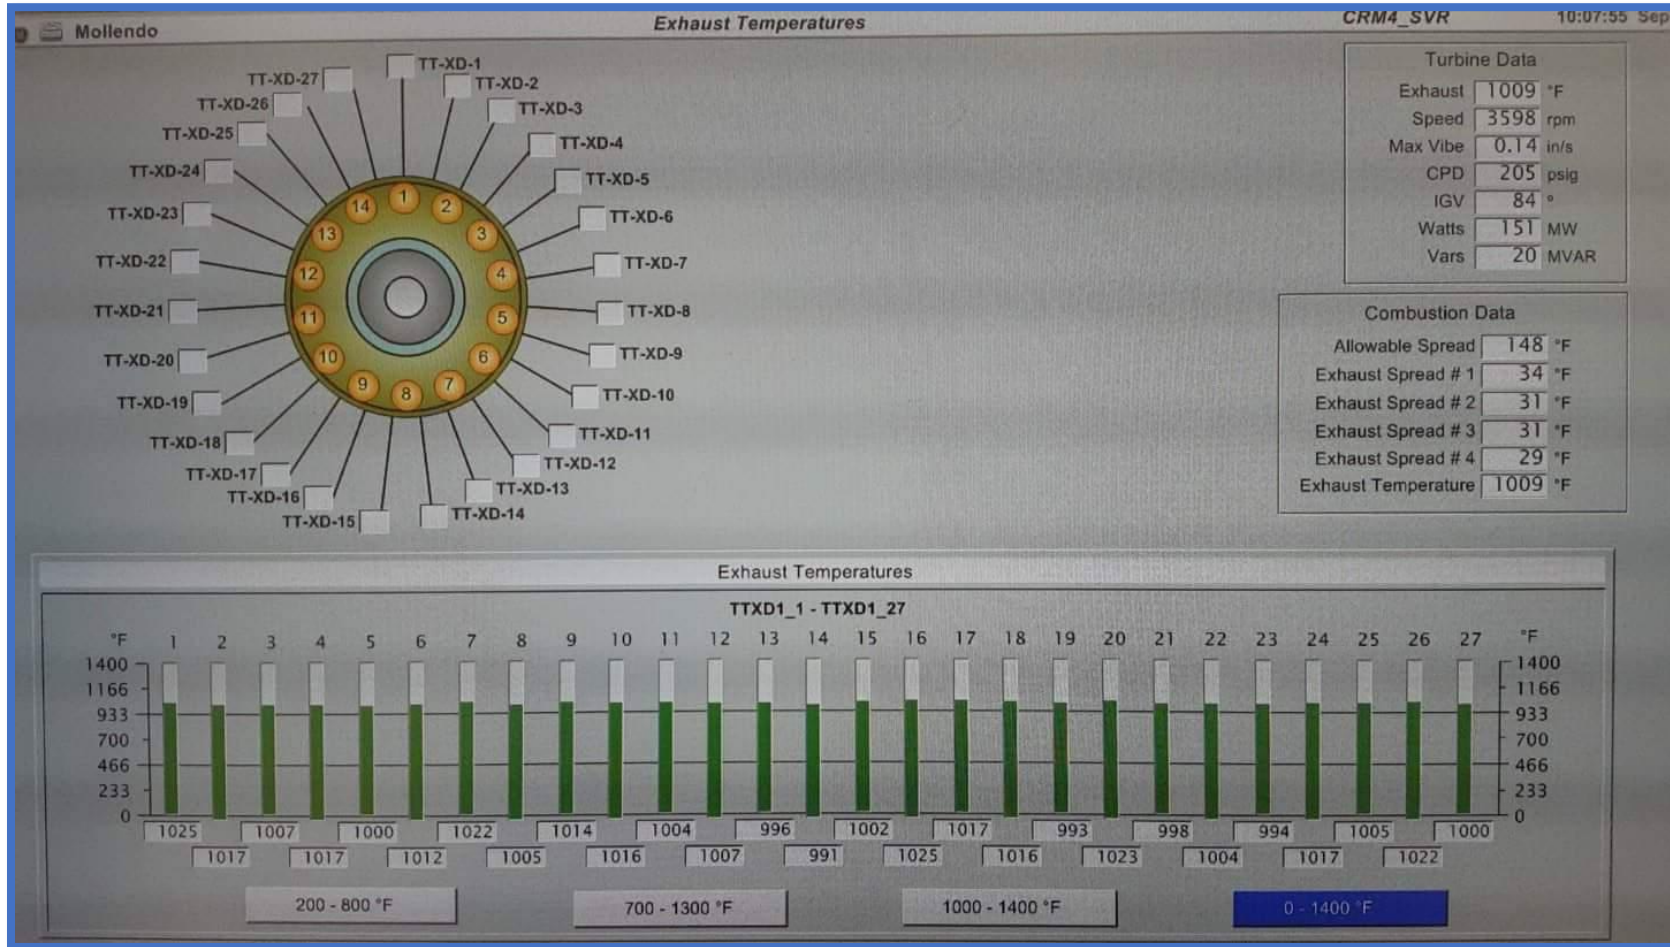 Mollendo
Exhaust Temperatures
CRM4_SVR
10:07:55 Sep
TT-XD-1
TT-XD-2
TT-XD-3
TT-XD-4
TT-XD-5
TT-XD-6
TT-XD-7
TT-XD-8
TT-XD-9
TT-XD-10
TT-XD-11
TT-XD-12
TT-XD-13
TT-XD-14
TT-XD-15
TT-XD-16
TT-XD-17
TT-XD-18
TT-XD-19
TT-XD-20
TT-XD-21
TT-XD-22
TT-XD-23
TT-XD-24
TT-XD-25
TT-XD-26
TT-XD-27
1
2
3
4
5
6
7
8
9
10
11
12
13
14
Turbine Data
Exhaust 1009 °F
Speed 3598 rpm
Max Vibe 0.14 in/s
CPD 205 psig
IGV 84 °
Watts 151 MW
Vars 20 MVAR
Combustion Data
Allowable Spread 148 °F
Exhaust Spread # 1 34 °F
Exhaust Spread # 2 31 °F
Exhaust Spread # 3 31 °F
Exhaust Spread # 4 29 °F
Exhaust Temperature 1009 °F
Exhaust Temperatures
TTXD1_1 - TTXD1_27
°F 1 2 3 4 5 6 7 8 9 10 11 12 13 14 15 16 17 18 19 20 21 22 23 24 25 26 27 °F
1400 1400
1166 1166
933 933
700 700
466 466
233 233
0 0
1025 1007 1000 1022 1014 1004 996 1002 1017 993 998 994 1005 1000
1017 1017 1012 1005 1016 1007 991 1025 1016 1023 1004 1017 1022
200 - 800 °F 700 - 1300 °F 1000 - 1400 °F 0 - 1400 °F